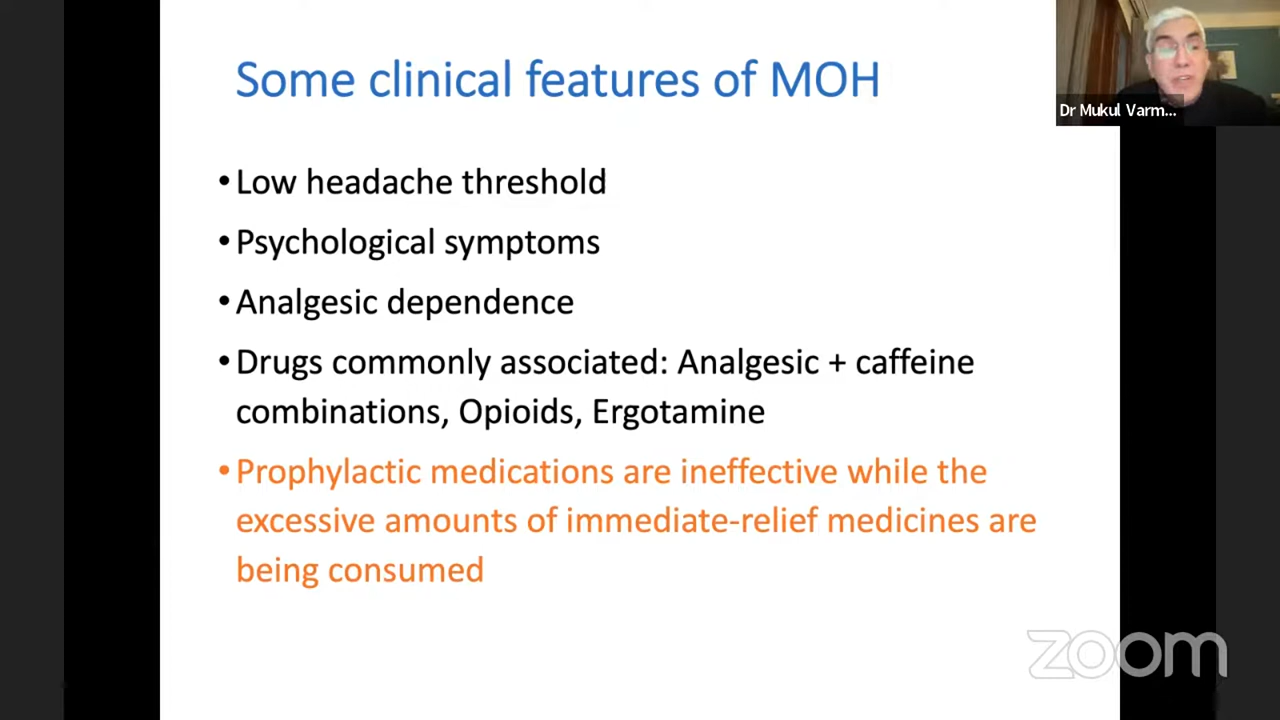 Some clinical features of MOH
Dr Mukul Varm...
•Low headache threshold
•Psychological symptoms
•Analgesic dependence
•Drugs commonly associated: Analgesic + caffeine
combinations, Opioids, Ergotamine
•Prophylactic medications are ineffective while the
excessive amounts of immediate-relief medicines are
being consumed
zoom